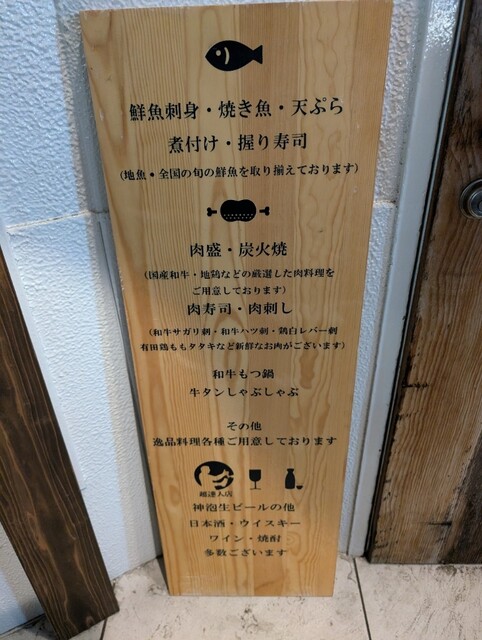 鮮魚刺身・焼き魚・天ぷら
煮付け・握り寿司
(地魚・全国の旬の鮮魚を取り揃えております)
肉盛・炭火焼
(国産和牛・地鶏などの厳選した肉料理を
ご用意しております)
肉寿司・肉刺し
(和牛サガリ刺・和牛ハツ刺・鶏白レバー刺
有田鶏ももタタキなど新鮮なお肉がございます)
和牛もつ鍋
牛タンしゃぶしゃぶ
その他
逸品料理各種ご用意しております
超達人店
神泡生ビールの他
日本酒・ウイスキー
ワイン・焼酎
多数ございます